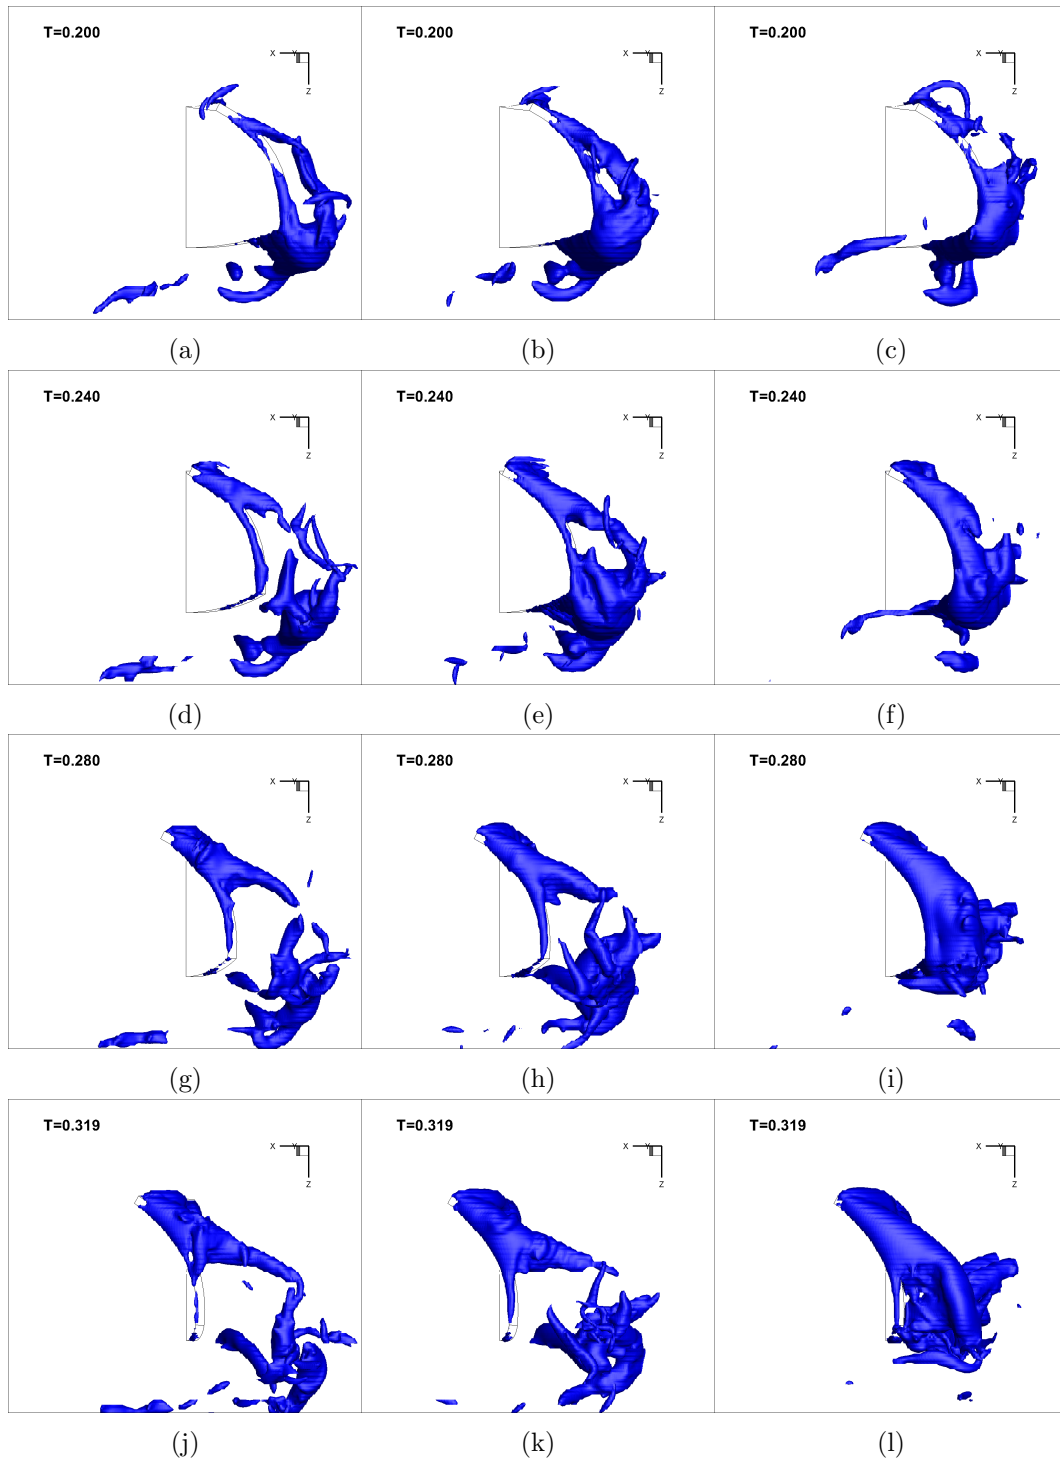 T=0.200 T=0.200 T=0.200
X Y X Y X Y
Z Z Z
(a) (b) (c)
T=0.240 T=0.240 T=0.240
X Y X Y X Y
Z Z Z
(d) (e) (f)
T=0.280 T=0.280 T=0.280
X Y X Y X Y
Z Z Z
(g) (h) (i)
T=0.319 T=0.319 T=0.319
X Y X Y X Y
Z Z Z
(j) (k) (l)